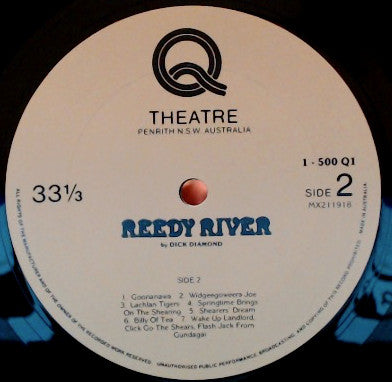 Q
THEATRE
PENRITH N.S.W. AUSTRALIA
1 - 500 Q1
33⅓
SIDE 2
MX211918
REEDY RIVER
by DICK DIAMOND
SIDE 2
1. Goonanawa 2. Widgeegoweera Joe
3. Lachlan Tigers 4. Springtime Brings
On The Shearing 5. Shearers Dream
6. Billy Of Tea 7. Wake Up Landlord,
Click Go The Shears, Flash Jack From
Gundagai
ALL RIGHTS OF THE MANUFACTURER AND OF THE OWNER OF THE RECORDED WORK RESERVED. UNAUTHORISED PUBLIC PERFORMANCE, BROADCASTING AND COPYING OF THIS RECORD PROHIBITED. MADE IN AUSTRALIA